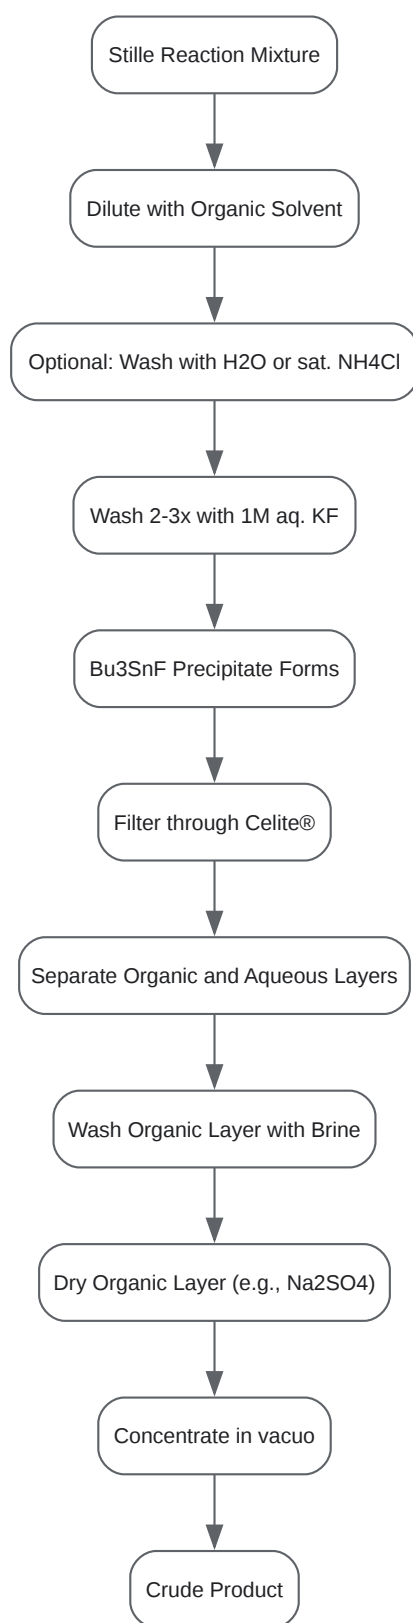 Stille Reaction Mixture
Dilute with Organic Solvent
Optional: Wash with H2O or sat. NH4Cl
Wash 2-3x with 1M aq. KF
Bu3SnF Precipitate Forms
Filter through Celite®
Separate Organic and Aqueous Layers
Wash Organic Layer with Brine
Dry Organic Layer (e.g., Na2SO4)
Concentrate in vacuo
Crude Product